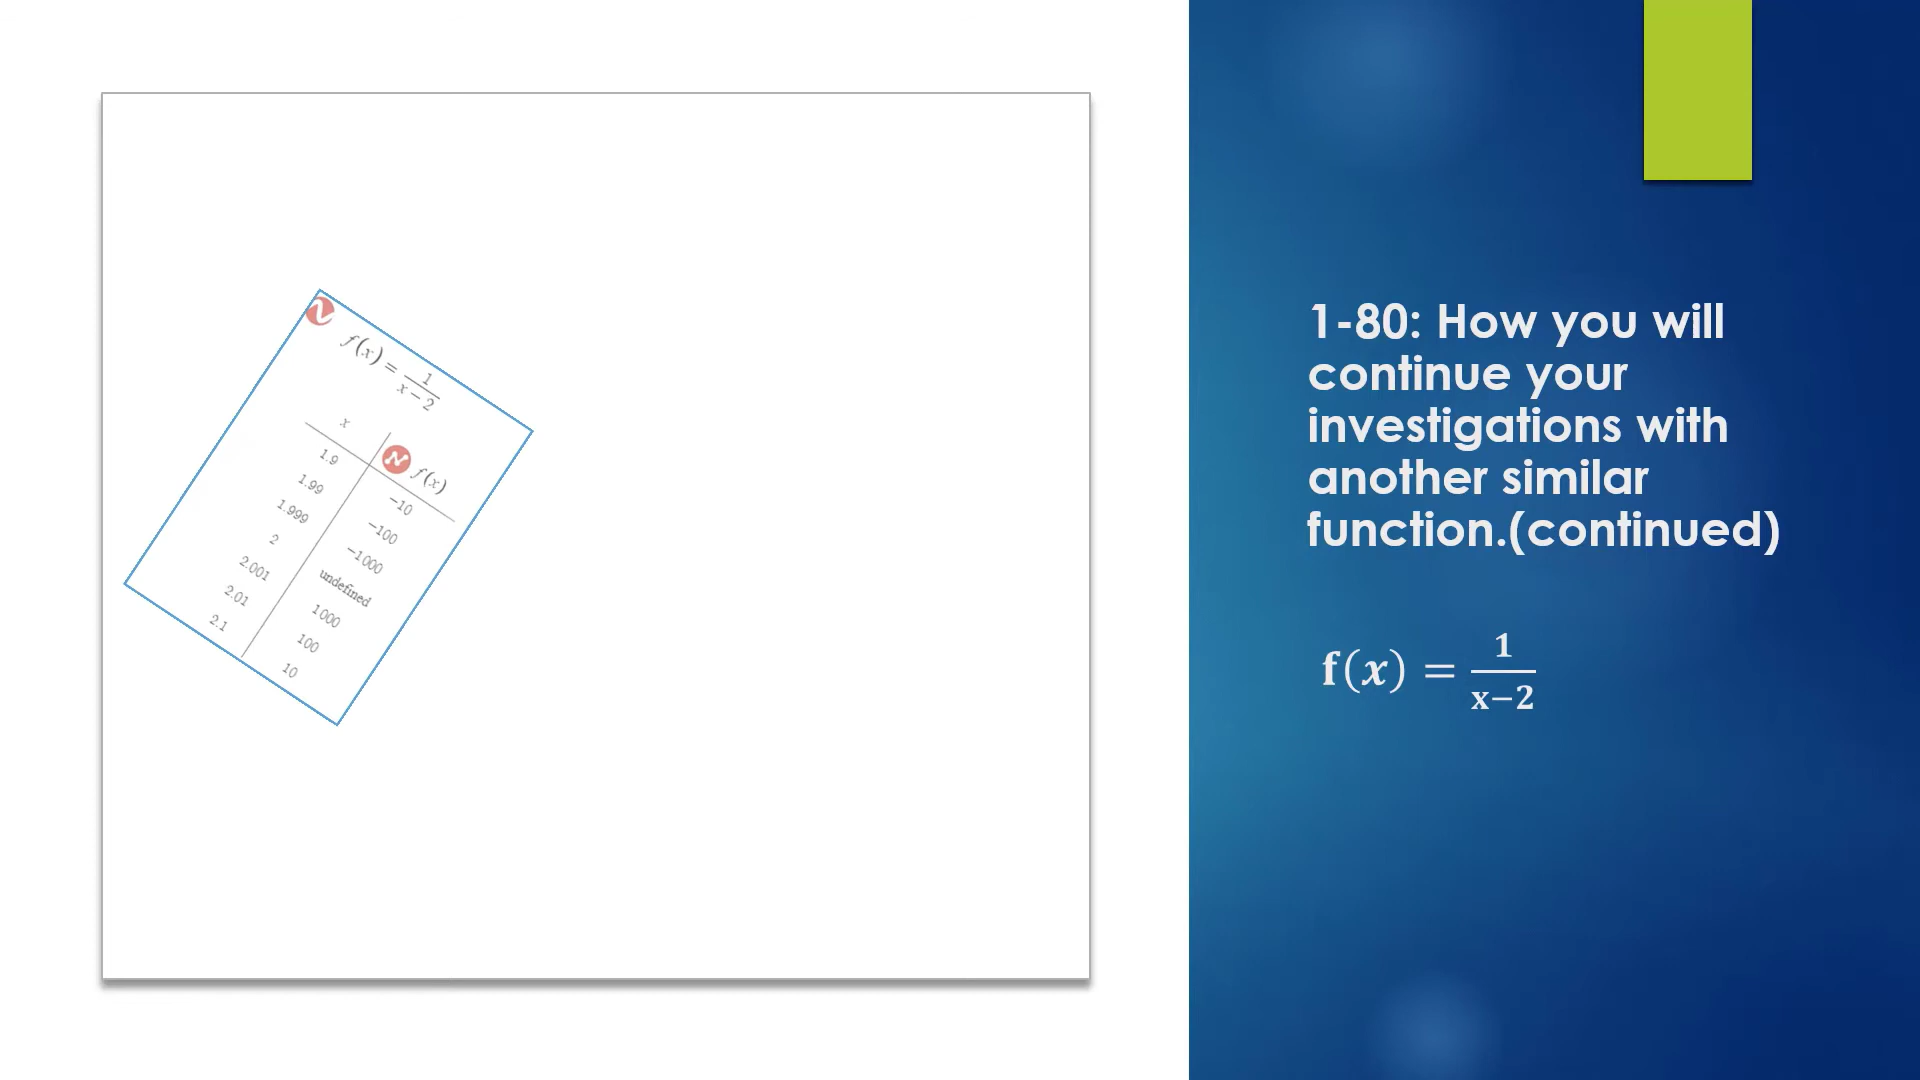 f(x) = 1/(x − 2)
x f(x)
1.9 −10
1.99 −100
1.999 −1000
2 undefined
2.001 1000
2.01 100
2.1 10
1-80: How you will
continue your
investigations with
another similar
function.(continued)
f(x) = 1/(x−2)